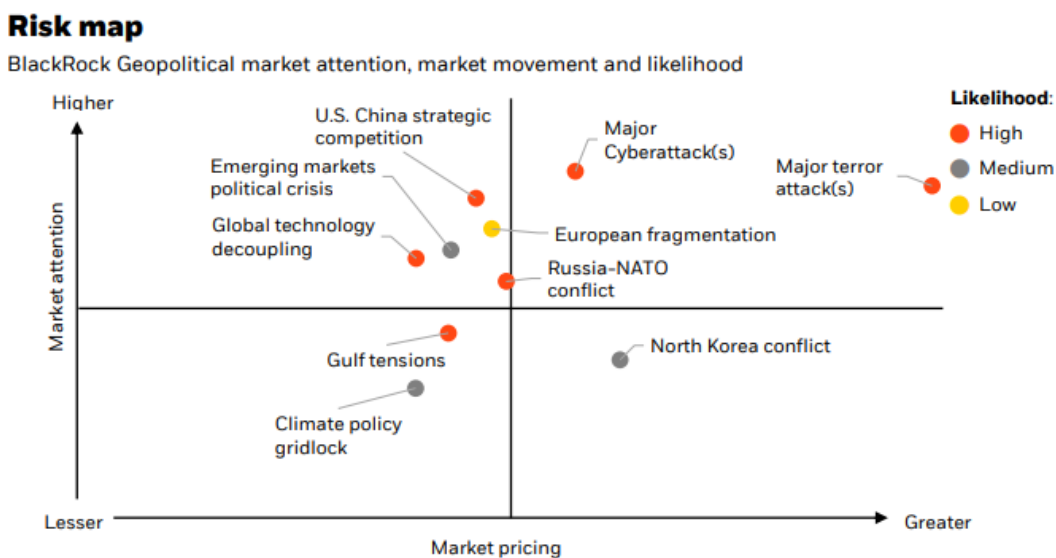 Risk map
BlackRock Geopolitical market attention, market movement and likelihood
Higher
Likelihood:
High
Medium
Low
U.S. China strategic
competition
Major
Cyberattack(s)
Major terror
attack(s)
Emerging markets
political crisis
Global technology
decoupling
European fragmentation
Russia-NATO
conflict
Market attention
Gulf tensions
North Korea conflict
Climate policy
gridlock
Lesser
Greater
Market pricing